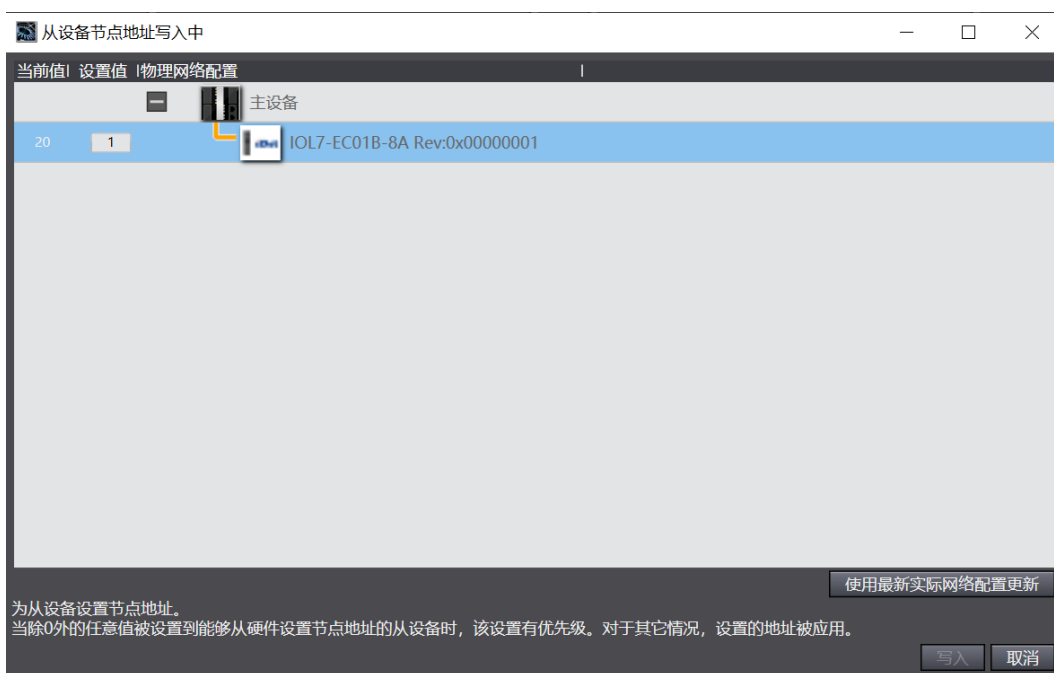 从设备节点地址写入中
当前值 设置值 物理网络配置
主设备
20 1 IOL7-EC01B-8A Rev:0x00000001
使用最新实际网络配置更新
为从设备设置节点地址。
当除0外的任意值被设置到能够从硬件设置节点地址的从设备时，该设置有优先级。对于其它情况，设置的地址被应用。
写入 取消